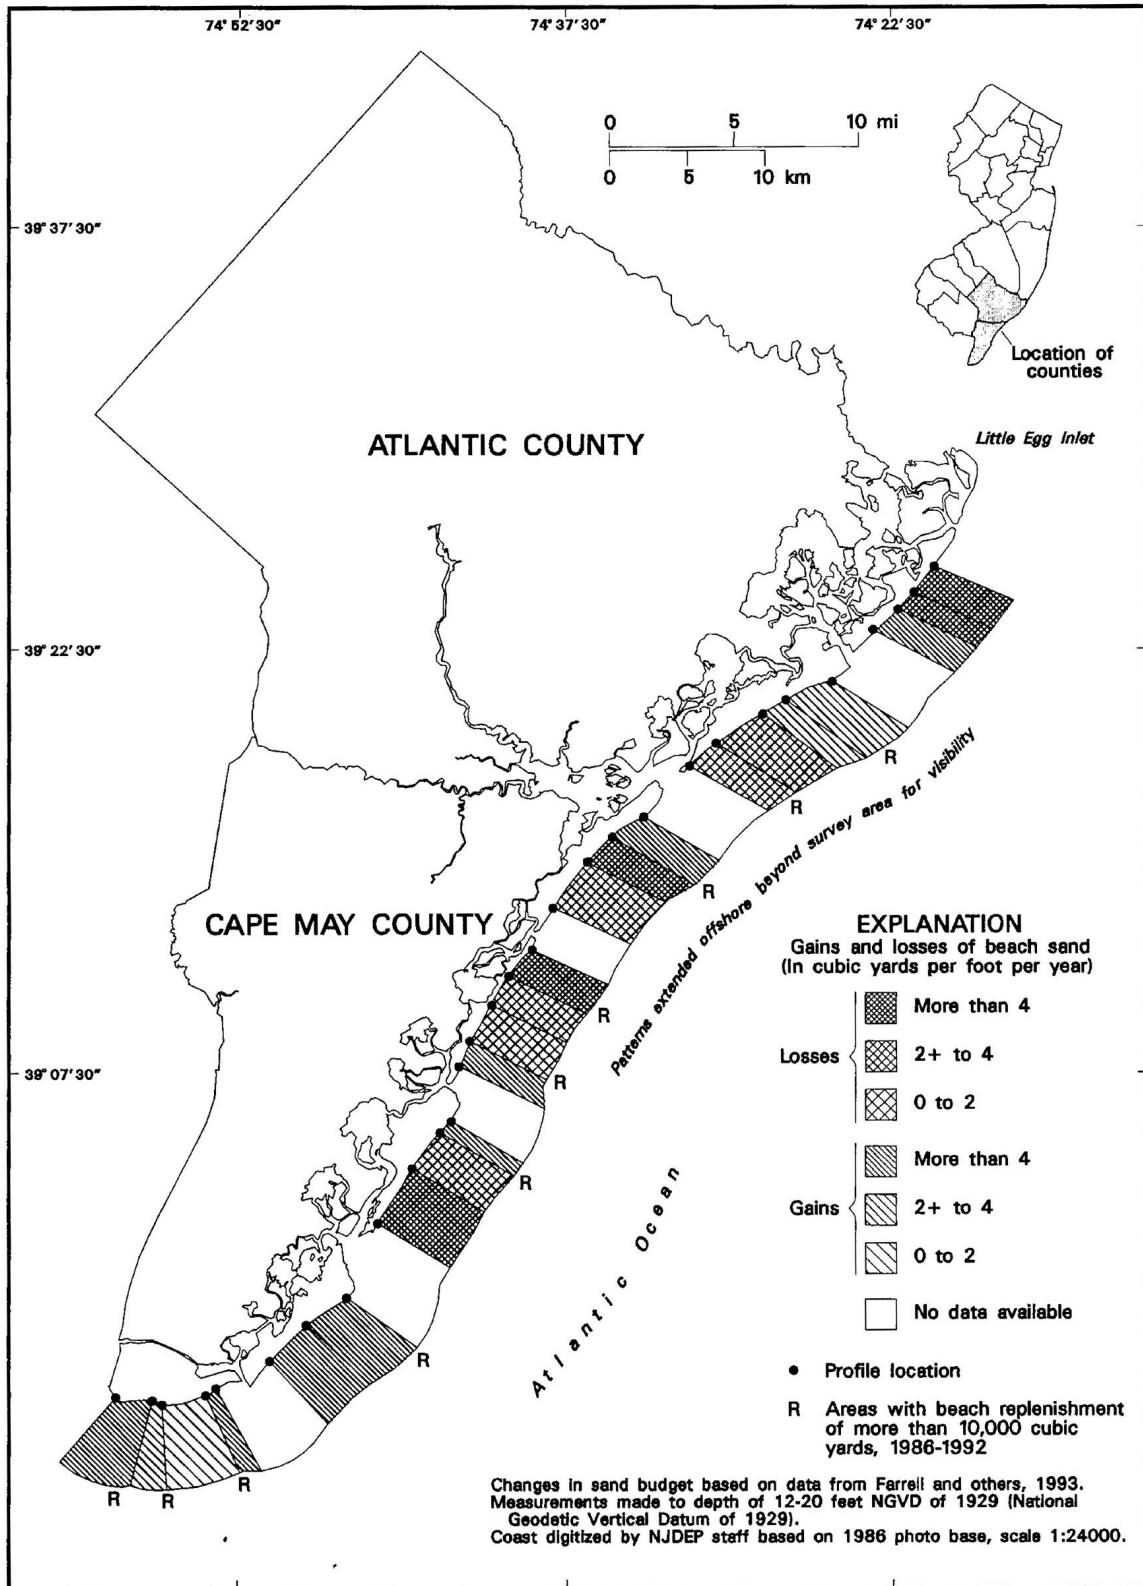 74° 52' 30"
74° 37' 30"
74° 22' 30"
0 5 10 mi
0 5 10 km
39° 37' 30"
Location of
counties
Little Egg Inlet
ATLANTIC COUNTY
39° 22' 30"
R
R
Patterns extended offshore beyond survey area for visibility
R
CAPE MAY COUNTY
EXPLANATION
Gains and losses of beach sand
(In cubic yards per foot per year)
More than 4
Losses
2+ to 4
0 to 2
More than 4
Gains
2+ to 4
0 to 2
No data available
Profile location
R Areas with beach replenishment
of more than 10,000 cubic
yards, 1986-1992
R
39° 07' 30"
R
R
Atlantic Ocean
R
R
R
R
Changes in sand budget based on data from Farrell and others, 1993.
Measurements made to depth of 12-20 feet NGVD of 1929 (National
Geodetic Vertical Datum of 1929).
Coast digitized by NJDEP staff based on 1986 photo base, scale 1:24000.